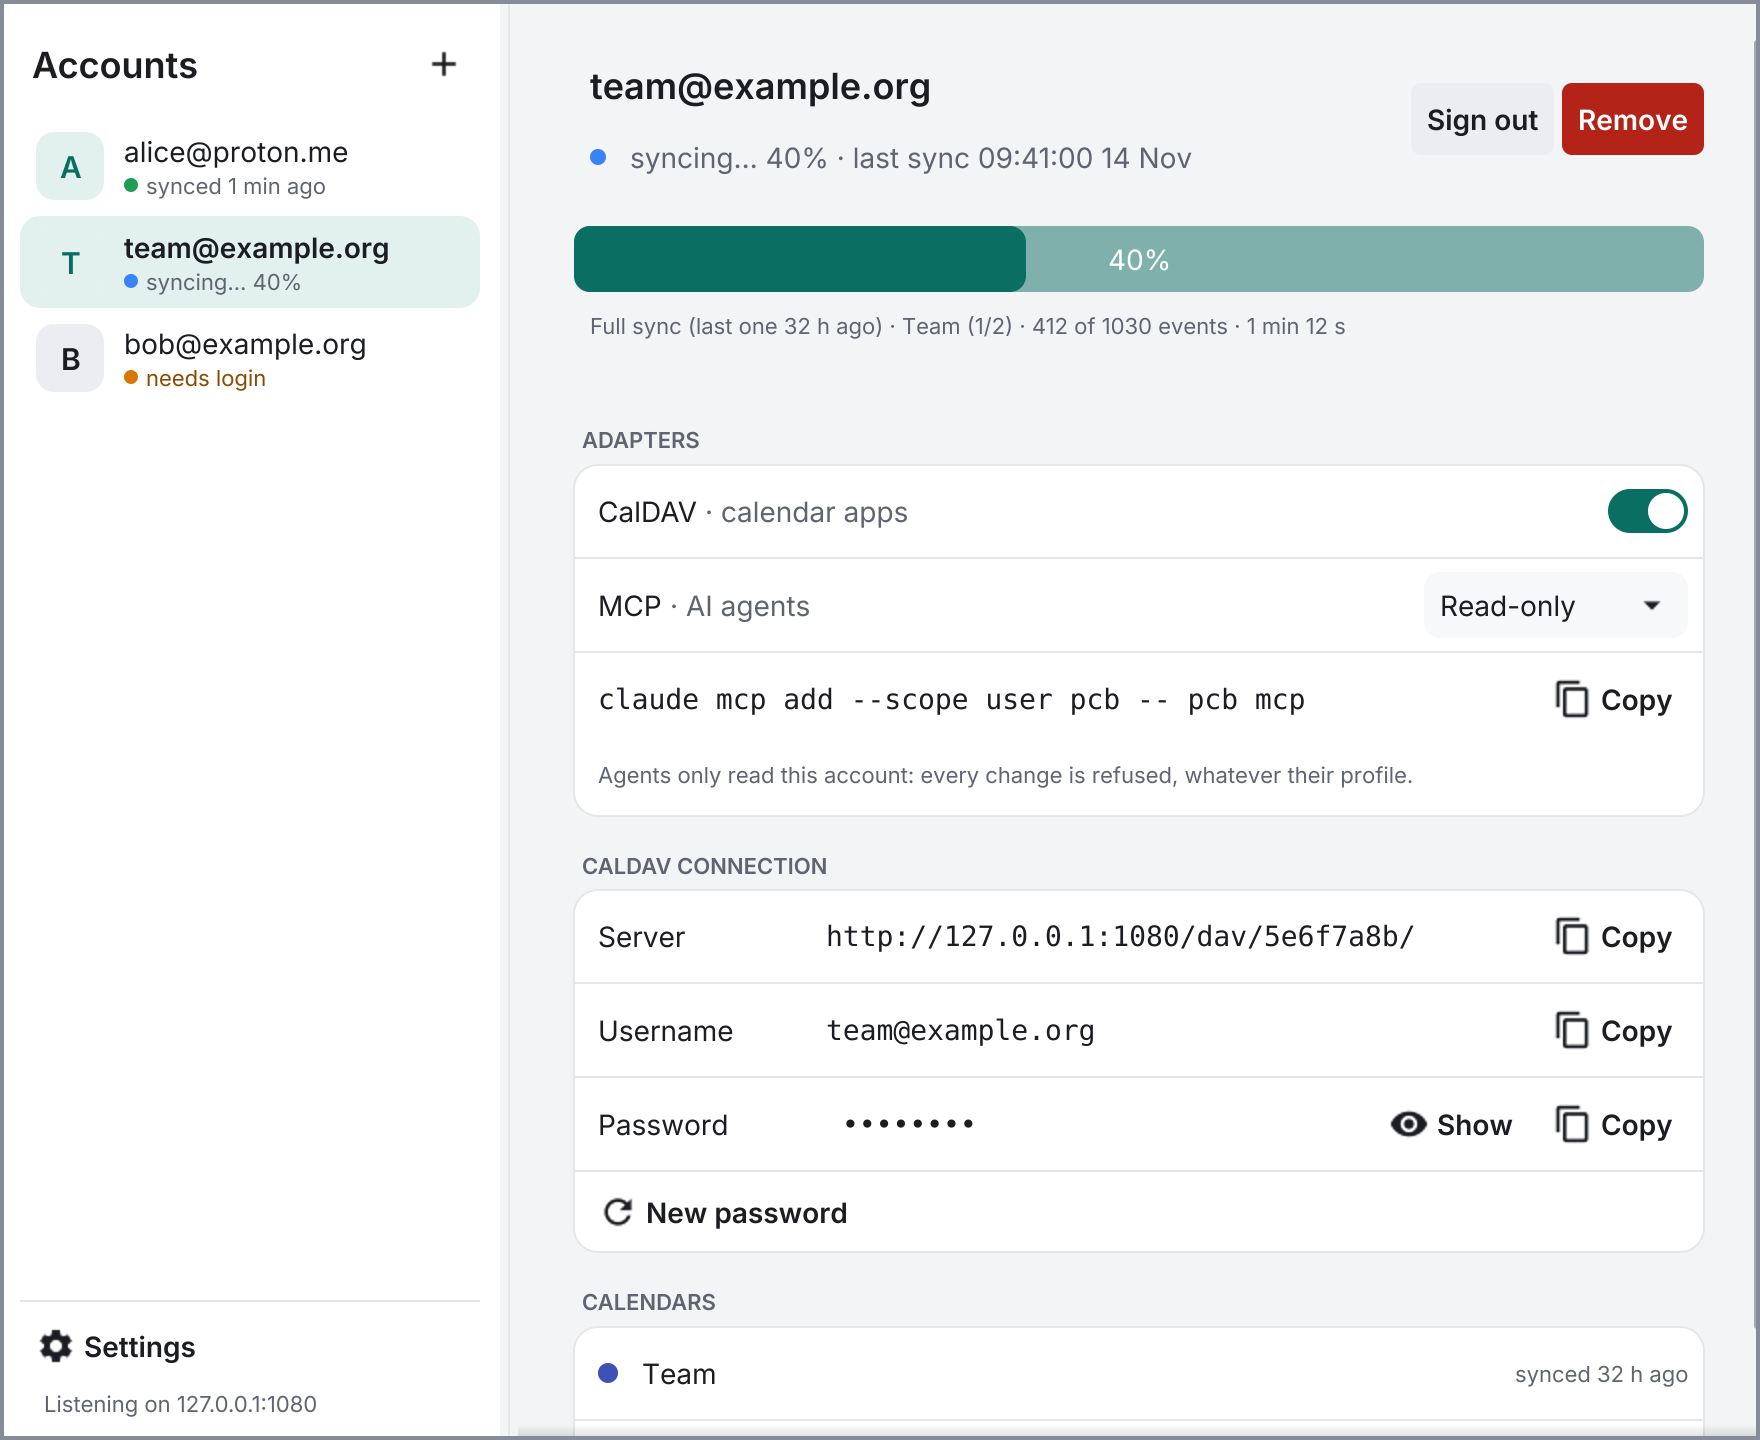 Accounts
+
A
alice@proton.me
synced 1 min ago
T
team@example.org
syncing... 40%
B
bob@example.org
needs login
Settings
Listening on 127.0.0.1:1080
team@example.org
syncing... 40% · last sync 09:41:00 14 Nov
Sign out
Remove
40%
Full sync (last one 32 h ago) · Team (1/2) · 412 of 1030 events · 1 min 12 s
ADAPTERS
CalDAV · calendar apps
MCP · AI agents
Read-only
claude mcp add --scope user pcb -- pcb mcp
Copy
Agents only read this account: every change is refused, whatever their profile.
CALDAV CONNECTION
Server
http://127.0.0.1:1080/dav/5e6f7a8b/
Copy
Username
team@example.org
Copy
Password
••••••••
Show
Copy
New password
CALENDARS
Team
synced 32 h ago